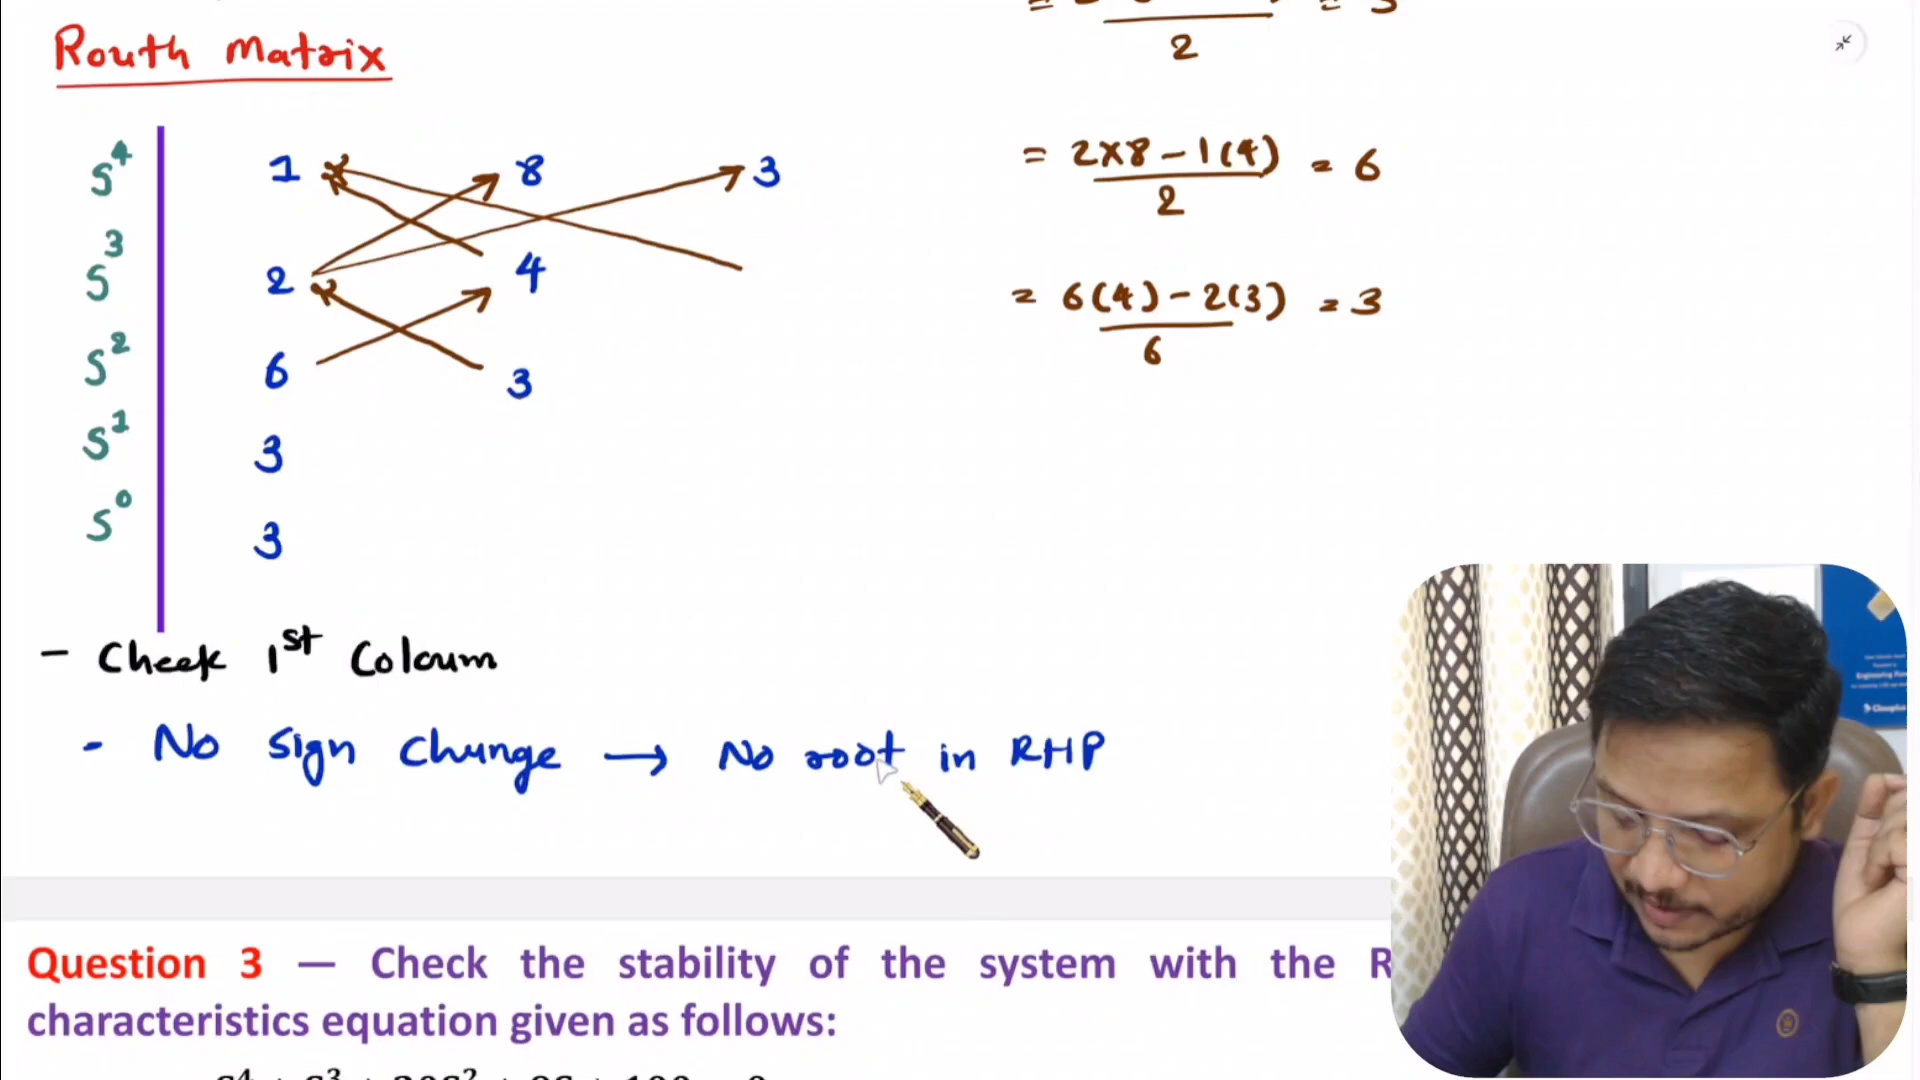 Routh Matrix
2
S⁴ 1 8 3
= 2×8 - 1(4) = 6
2
S³ 2 4
= 6(4) - 2(3) = 3
6
S² 6 3
S¹ 3
S⁰ 3
- Check 1st Coloum
- No sign change → No root in RHP
Question 3 — Check the stability of the system with the R
characteristics equation given as follows: